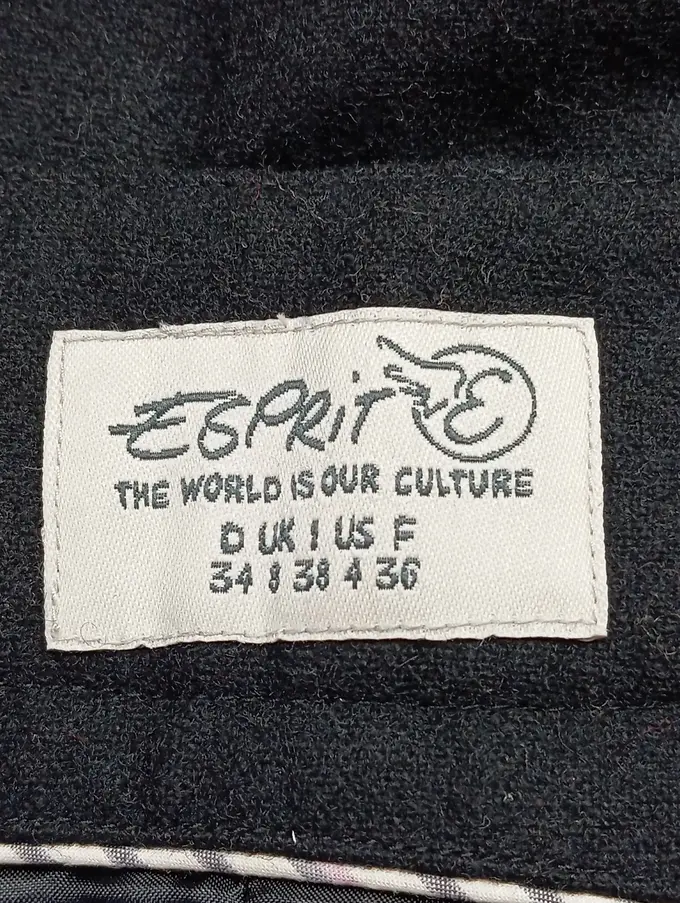 ESPRiT E
THE WORLD IS OUR CULTURE
D UK I US F
34 8 38 4 36